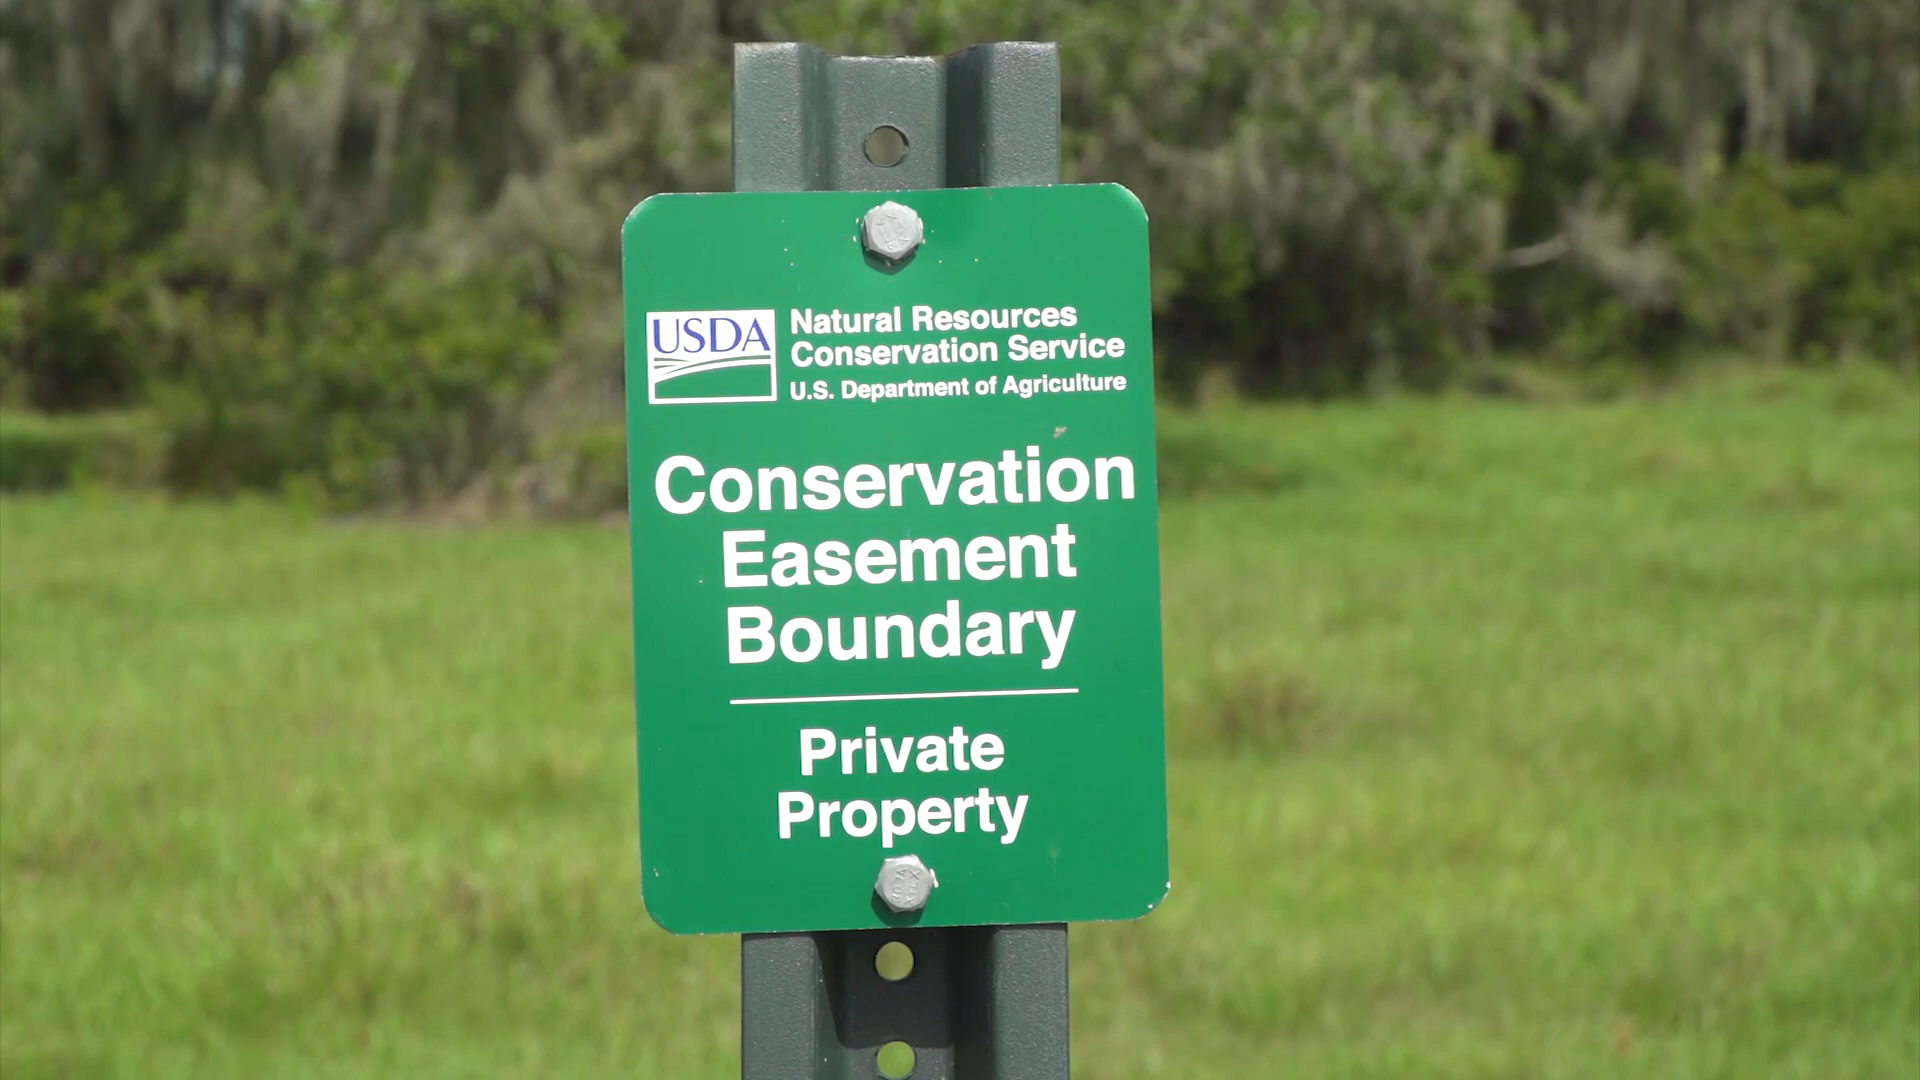 USDA
Natural Resources
Conservation Service
U.S. Department of Agriculture
Conservation
Easement
Boundary
Private
Property